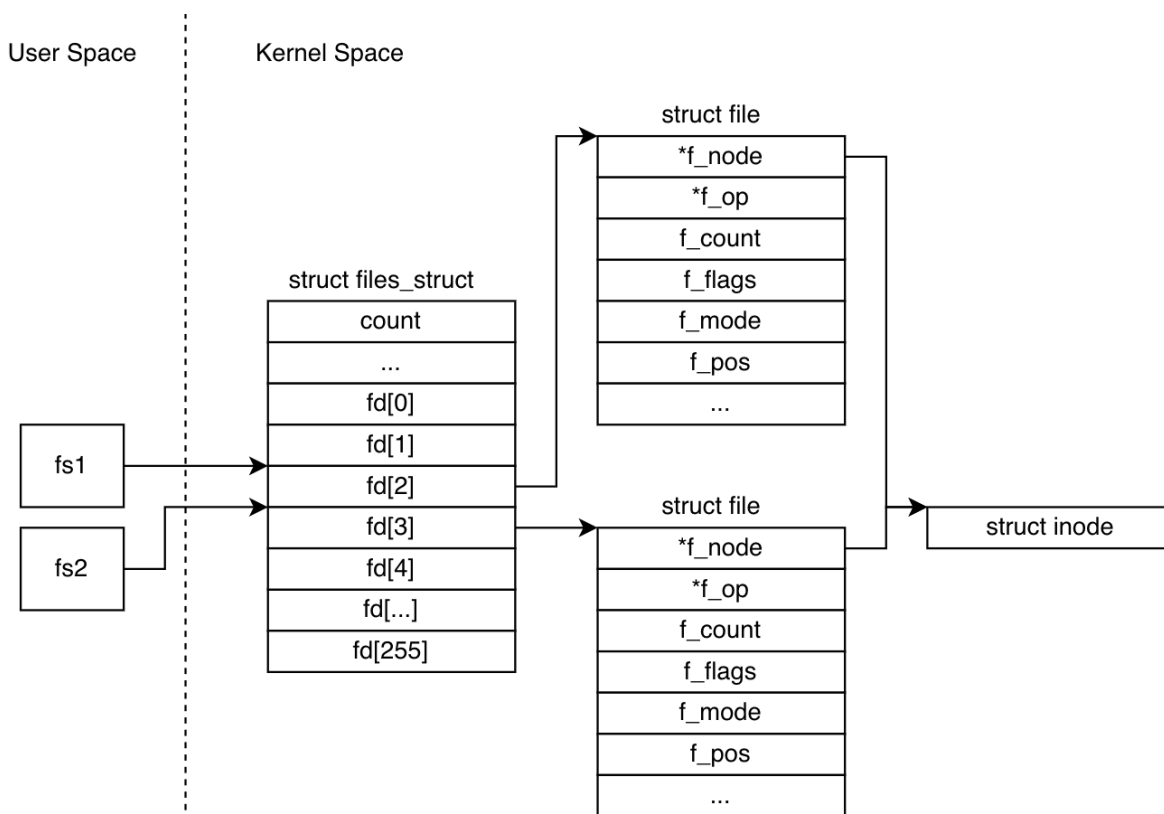 User Space
Kernel Space
struct file
*f_node
*f_op
f_count
f_flags
f_mode
f_pos
...
struct files_struct
count
...
fd[0]
fd[1]
fd[2]
fd[3]
fd[4]
fd[...]
fd[255]
fs1
fs2
struct file
*f_node
*f_op
f_count
f_flags
f_mode
f_pos
...
struct inode